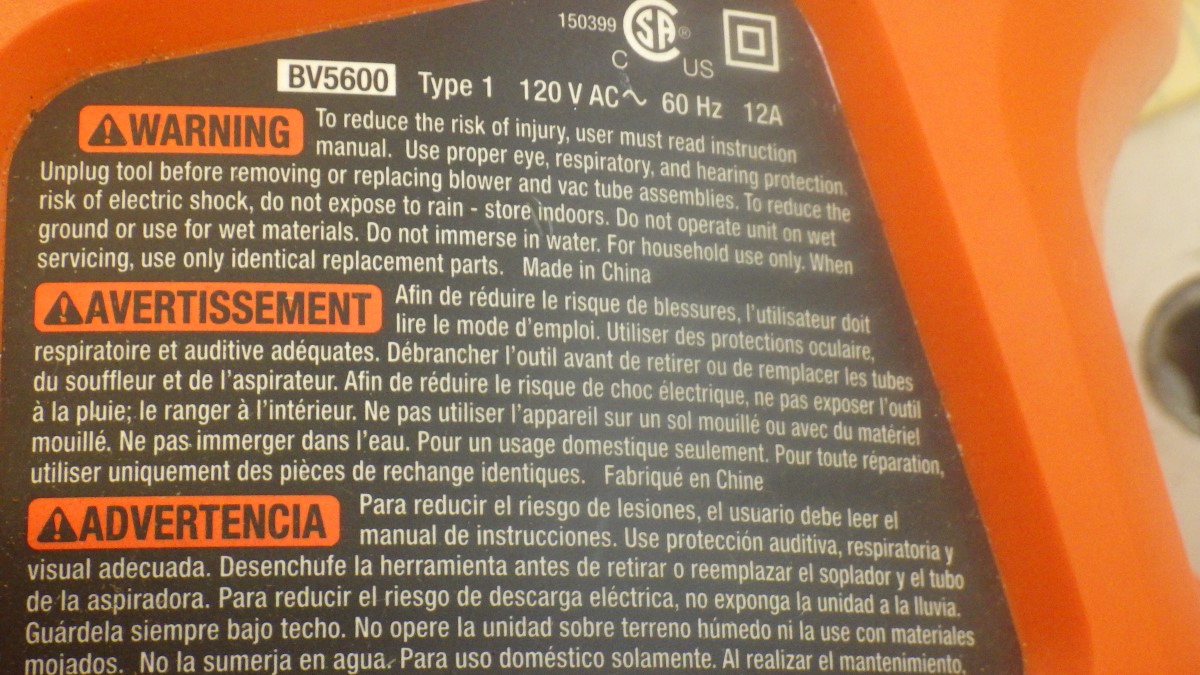 150399 SA ®
C US
BV5600 Type 1 120 V AC~ 60 Hz 12A
WARNING To reduce the risk of injury, user must read instruction
manual. Use proper eye, respiratory, and hearing protection.
Unplug tool before removing or replacing blower and vac tube assemblies. To reduce the
risk of electric shock, do not expose to rain - store indoors. Do not operate unit on wet
ground or use for wet materials. Do not immerse in water. For household use only. When
servicing, use only identical replacement parts. Made in China
AVERTISSEMENT Afin de réduire le risque de blessures, l'utilisateur doit
lire le mode d'emploi. Utiliser des protections oculaire,
respiratoire et auditive adéquates. Débrancher l'outil avant de retirer ou de remplacer les tubes
du souffleur et de l'aspirateur. Afin de réduire le risque de choc électrique, ne pas exposer l'outil
à la pluie; le ranger à l'intérieur. Ne pas utiliser l'appareil sur un sol mouillé ou avec du matériel
mouillé. Ne pas immerger dans l'eau. Pour un usage domestique seulement. Pour toute réparation,
utiliser uniquement des pièces de rechange identiques. Fabriqué en Chine
ADVERTENCIA Para reducir el riesgo de lesiones, el usuario debe leer el
manual de instrucciones. Use protección auditiva, respiratoria y
visual adecuada. Desenchufe la herramienta antes de retirar o reemplazar el soplador y el tubo
de la aspiradora. Para reducir el riesgo de descarga eléctrica, no exponga la unidad a la lluvia.
Guárdela siempre bajo techo. No opere la unidad sobre terreno húmedo ni la use con materiales
mojados. No la sumerja en agua. Para uso doméstico solamente. Al realizar el mantenimiento,